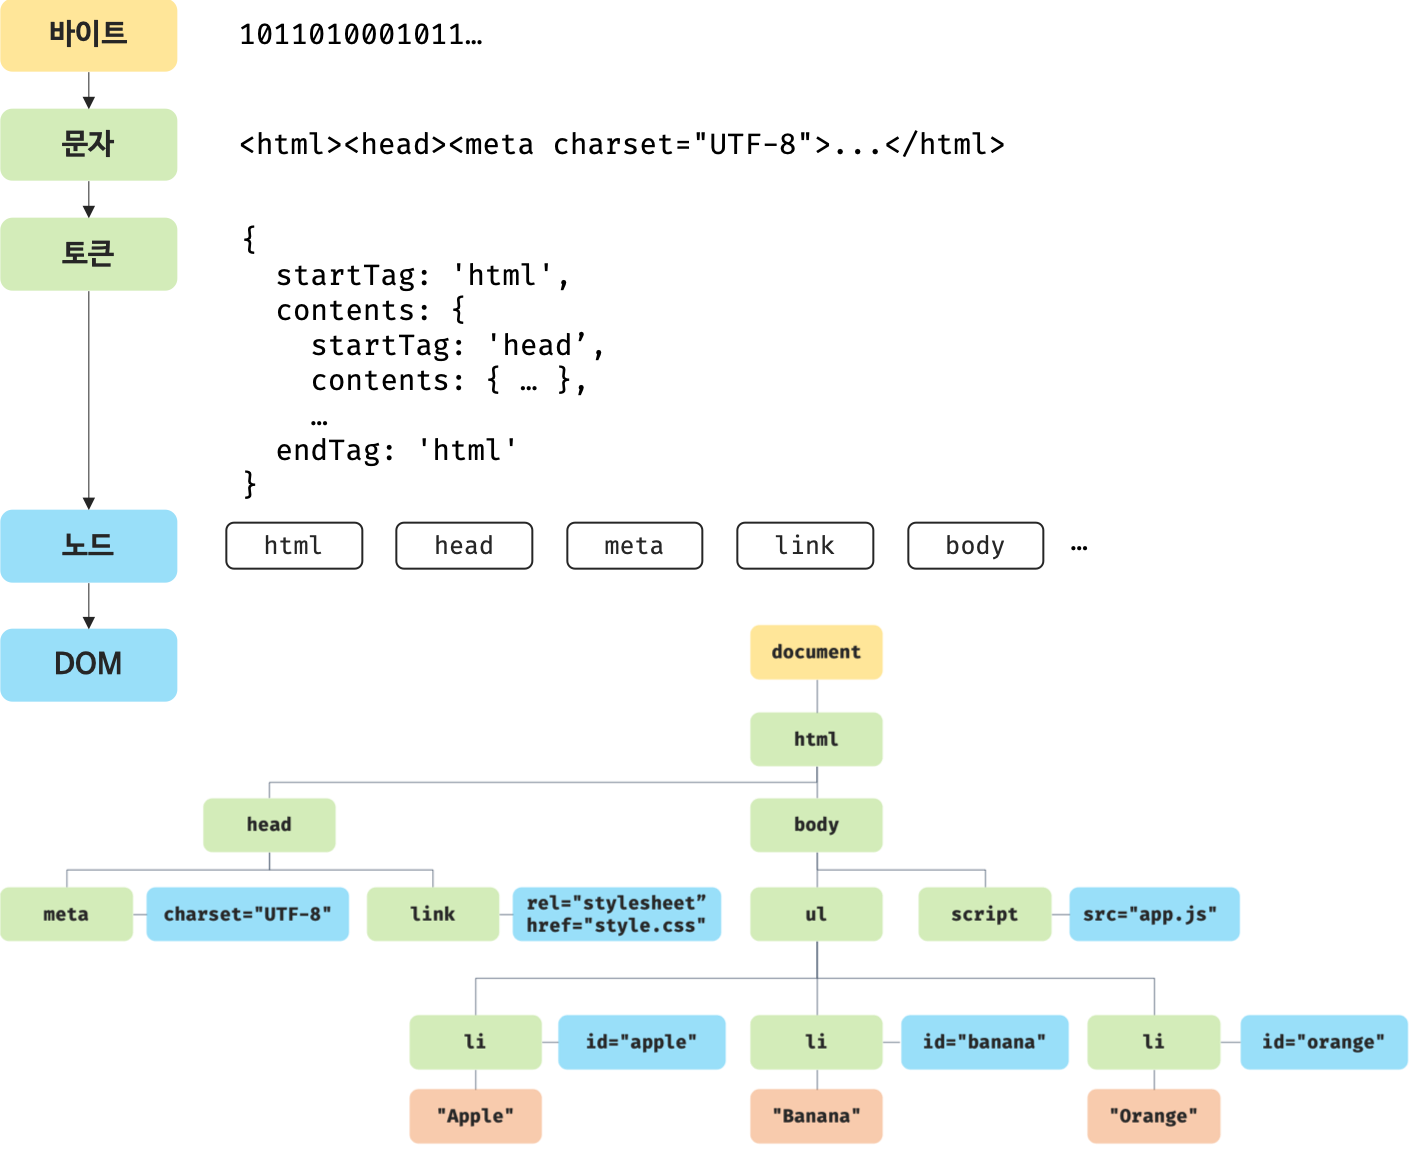 바이트
1011010001011…
문자
<html><head><meta charset="UTF-8">...</html>
토큰
{
startTag: 'html',
contents: {
startTag: 'head’,
contents: { … },
…
endTag: 'html'
}
노드
html head meta link body …
DOM
document
html
head body
meta charset="UTF-8" link rel="stylesheet”
href="style.css" ul script src="app.js"
li id="apple" li id="banana" li id="orange"
"Apple" "Banana" "Orange"